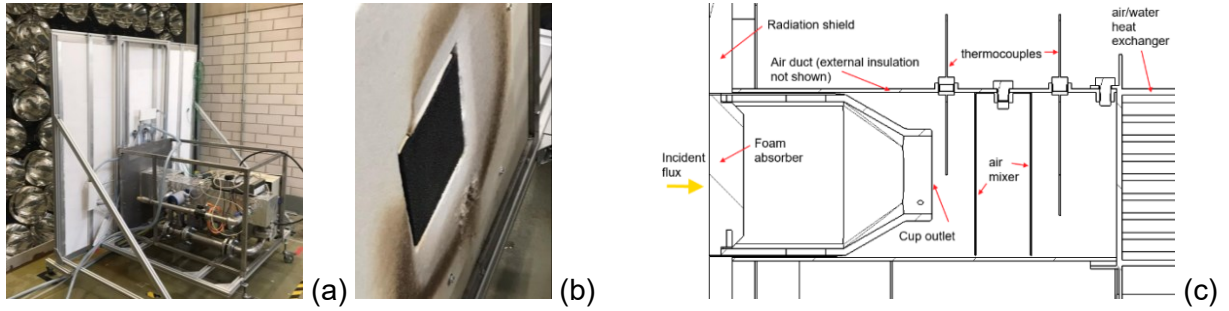 (a)
(b)
Radiation shield
Air duct (external insulation
not shown)
thermocouples
air/water
heat
exchanger
Incident
flux
Foam
absorber
air
mixer
Cup outlet
(c)